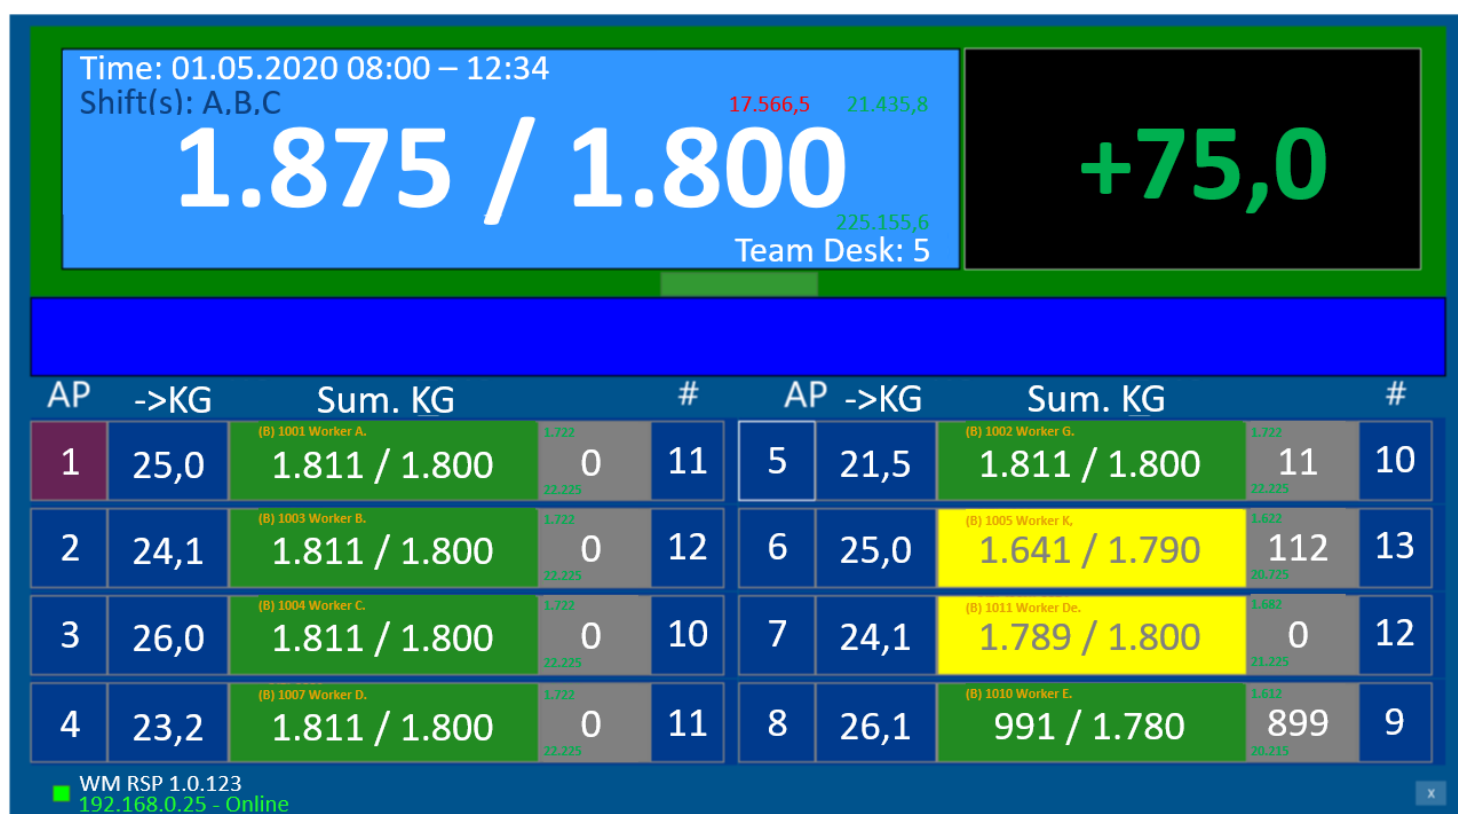 Time: 01.05.2020 08:00 – 12:34
Shift(s): A,B,C
17.566,5 21.435,8
1.875 / 1.800
+75,0
225.155,6
Team Desk: 5
AP ->KG Sum. KG # AP ->KG Sum. KG #
(B) 1001 Worker A. 1.722 (B) 1002 Worker G. 1.722
1 25,0 1.811 / 1.800 0 11 5 21,5 1.811 / 1.800 11 10
22.225 22.225
(B) 1003 Worker B. 1.722 (B) 1005 Worker K, 1.622
2 24,1 1.811 / 1.800 0 12 6 25,0 1.641 / 1.790 112 13
22.225 20.725
(B) 1004 Worker C. 1.722 (B) 1011 Worker De. 1.682
3 26,0 1.811 / 1.800 0 10 7 24,1 1.789 / 1.800 0 12
22.225 21.225
(B) 1007 Worker D. 1.722 (B) 1010 Worker E. 1.612
4 23,2 1.811 / 1.800 0 11 8 26,1 991 / 1.780 899 9
22.225 20.215
WM RSP 1.0.123
192.168.0.25 - Online
x